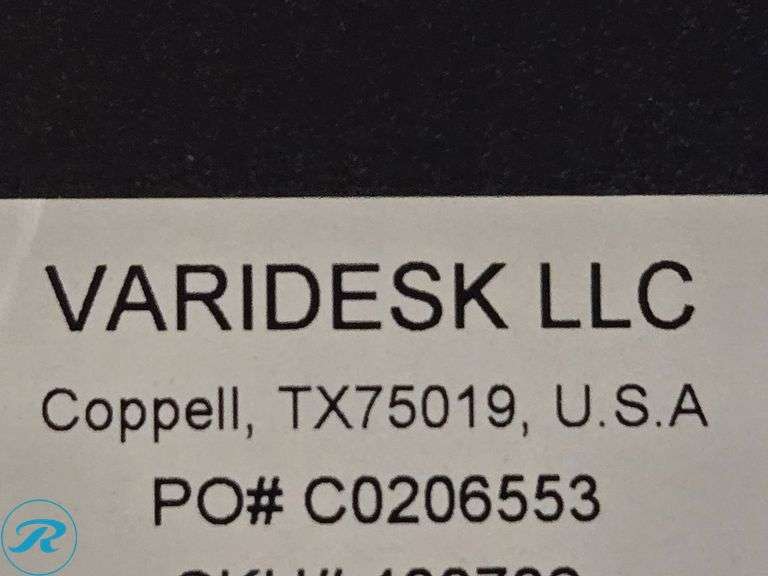 VARIDESK LLC
Coppell, TX75019, U.S.A
PO# C0206553
R